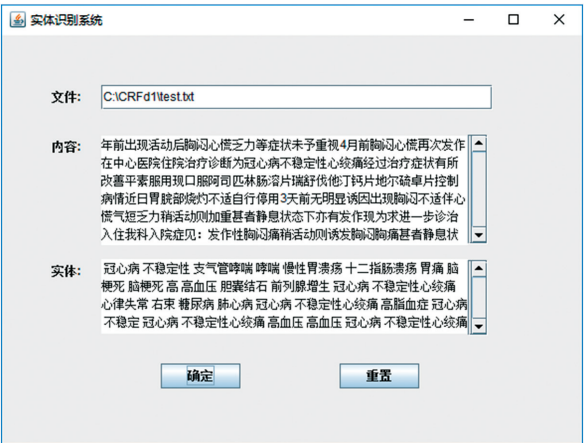 实体识别系统
文件:
C:\CRFd1\test.txt
内容:
年前出现活动后胸闷心慌乏力等症状未予重视4月前胸闷心慌再次发作
在中心医院住院治疗诊断为冠心病不稳定性心绞痛经过治疗症状有所
改善平素服用现口服阿司匹林肠溶片瑞舒伐他汀钙片地尔硫卓片控制
病情近日胃脘部烧灼不适自行停用3天前无明显诱因出现胸闷不适伴心
慌气短乏力稍活动则加重甚者静息状态下亦有发作现为求进一步诊治
入住我科入院症见：发作性胸闷痛稍活动则诱发胸闷胸痛甚者静息状
实体:
冠心病 不稳定性 支气管哮喘 哮喘 慢性胃溃疡 十二指肠溃疡 胃痛 脑
梗死 脑梗死 高 高血压 胆囊结石 前列腺增生 冠心病 不稳定性心绞痛
心律失常 右束 糖尿病 肺心病 冠心病 不稳定性心绞痛 高脂血症 冠心病
不稳定 冠心病 不稳定性心绞痛 高血压 高血压 冠心病 不稳定性心绞痛
确定
重置